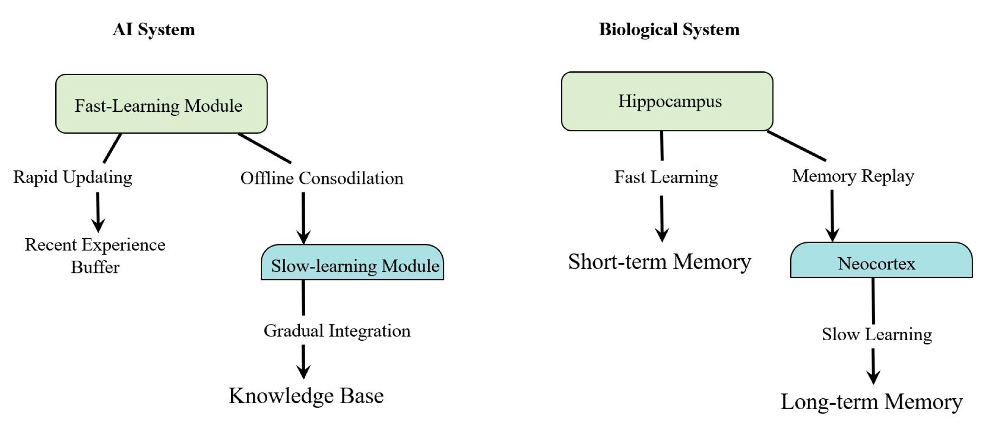 AI System
Fast-Learning Module
Rapid Updating
Offline Consodilation
Recent Experience
Buffer
Slow-learning Module
Gradual Integration
Knowledge Base
Biological System
Hippocampus
Fast Learning
Memory Replay
Short-term Memory
Neocortex
Slow Learning
Long-term Memory